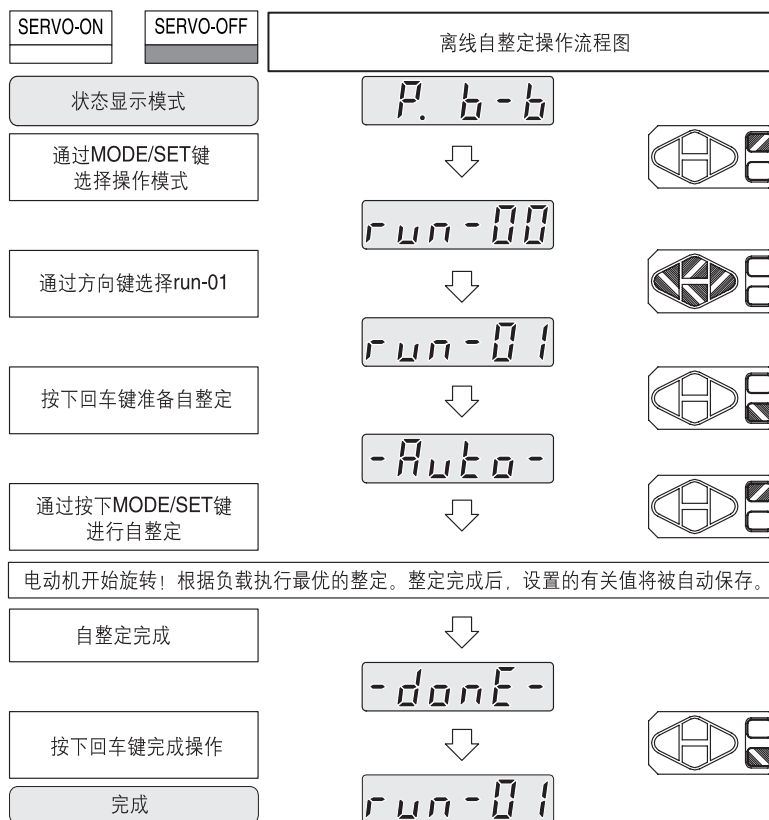 SERVO-ON
SERVO-OFF
离线自整定操作流程图
状态显示模式
P. b-b
通过MODE/SET键
选择操作模式
run-00
通过方向键选择run-01
run-01
按下回车键准备自整定
-Auto-
通过按下MODE/SET键
进行自整定
电动机开始旋转！根据负载执行最优的整定。整定完成后，设置的有关值将被自动保存。
自整定完成
-donE-
按下回车键完成操作
完成
run-01